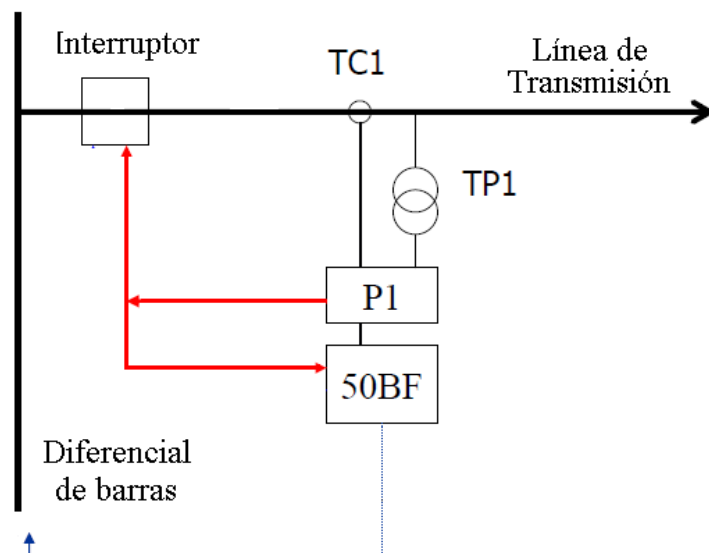 Interruptor
TC1
Línea de
Transmisión
TP1
P1
50BF
Diferencial
de barras